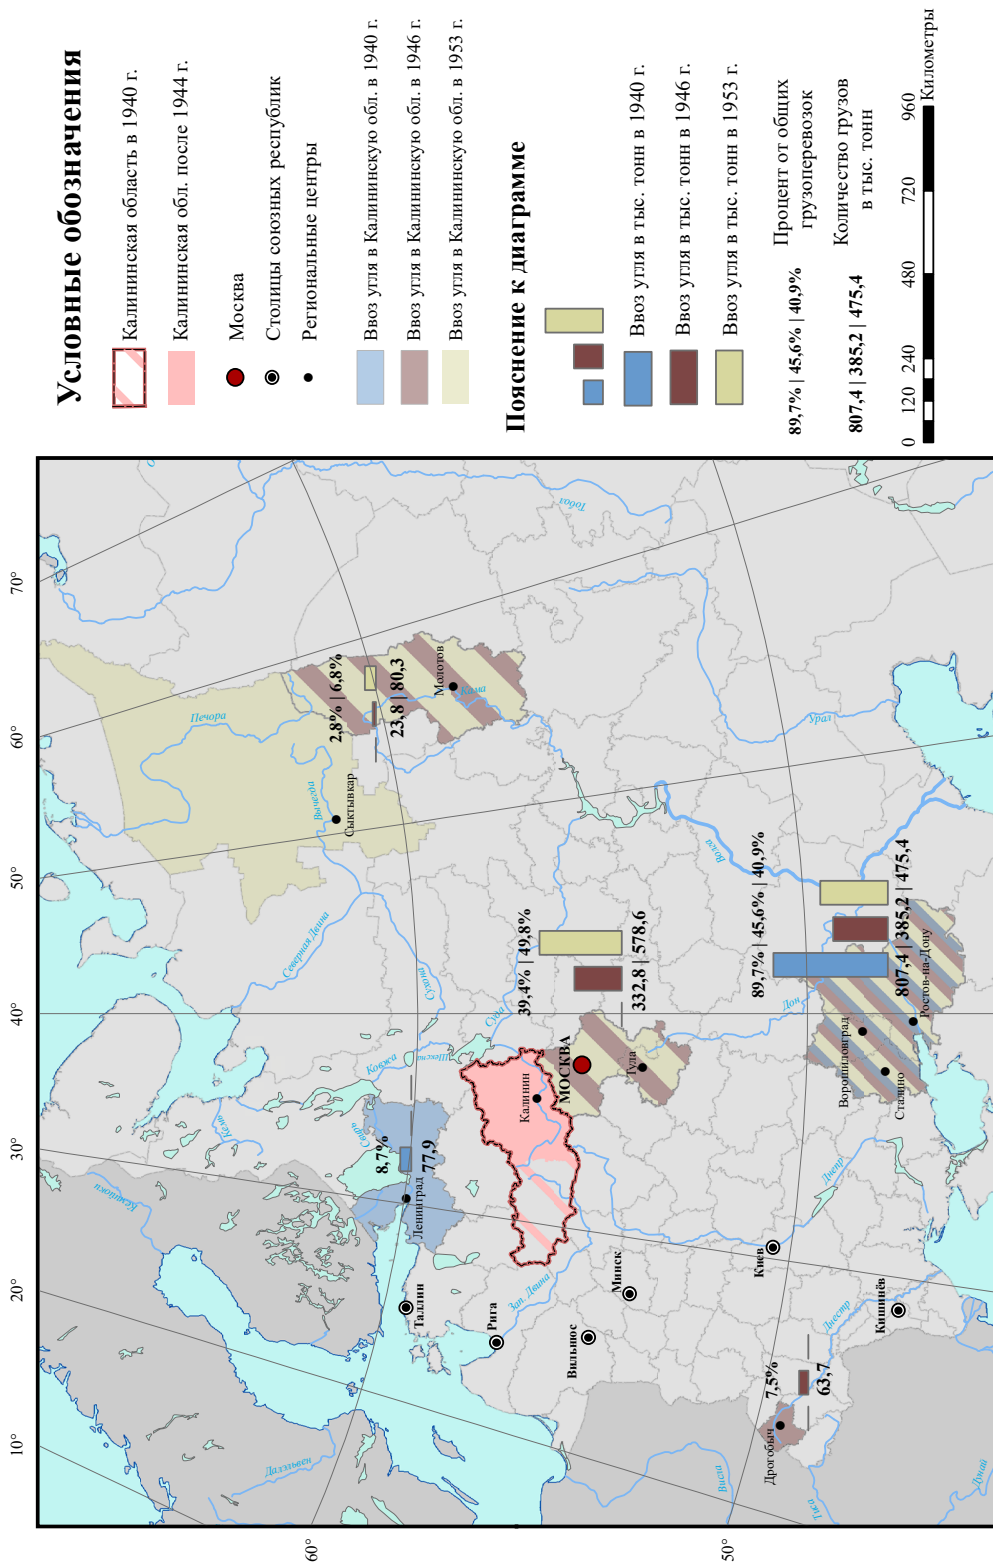 Условные обозначения
Калининская область в 1940 г.
Калининская обл. после 1944 г.
Москва
Столицы союзных республик
Региональные центры
Ввоз угля в Калининскую обл. в 1940 г.
Ввоз угля в Калининскую обл. в 1946 г.
Ввоз угля в Калининскую обл. в 1953 г.
Пояснение к диаграмме
Ввоз угля в тыс. тонн в 1940 г.
Ввоз угля в тыс. тонн в 1946 г.
Ввоз угля в тыс. тонн в 1953 г.
89,7% | 45,6% | 40,9%
Процент от общих
грузоперевозок
807,4 | 385,2 | 475,4
Количество грузов
в тыс. тонн
0 120 240 480 720 960
Километры
10°
20°
30°
40°
50°
60°
70°
60°
50°
Печора
Вычегда
Сыктывкар
2,8% | 6,8%
23,8 | 80,3
Молотов
Кама
Тобол
Урал
Волга
Северная Двина
Сухона
Суда
Шексна
Ковжа
Кемь
Свирь
Кемийоки
8,7%
77,9
Ленинград
Таллин
Рига
Зап. Двина
Вильнюс
Минск
Калинин
МОСКВА
Тула
39,4% | 49,8%
332,8 | 578,6
Дон
89,7% | 45,6% | 40,9%
807,4 | 385,2 | 475,4
Ворошиловград
Сталино
Ростов-на-Дону
Киев
Днепр
Днестр
Кишинёв
7,5%
63,7
Дрогобыч
Висла
Тиса
Дунай
Далэльвен